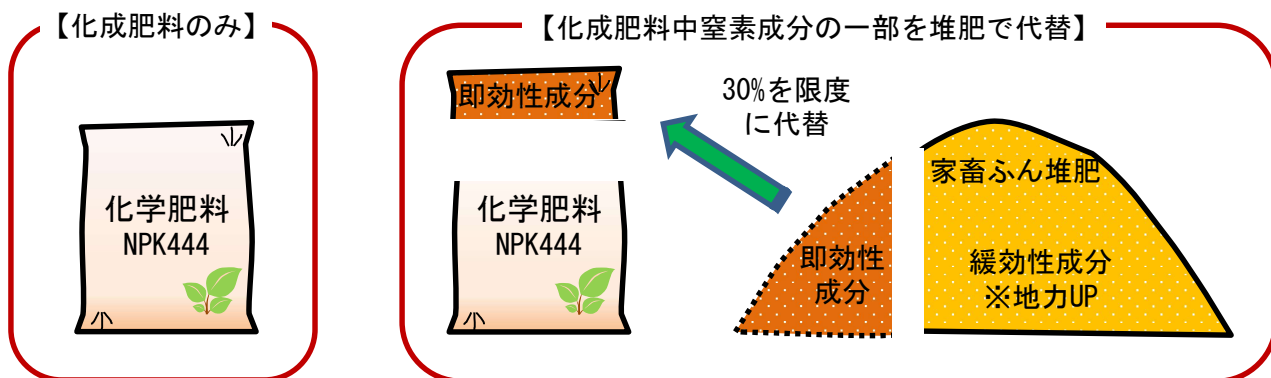 【化成肥料のみ】
化学肥料
NPK444
【化成肥料中窒素成分の一部を堆肥で代替】
即効性成分
30%を限度
に代替
化学肥料
NPK444
即効性
成分
家畜ふん堆肥
緩効性成分
※地力UP